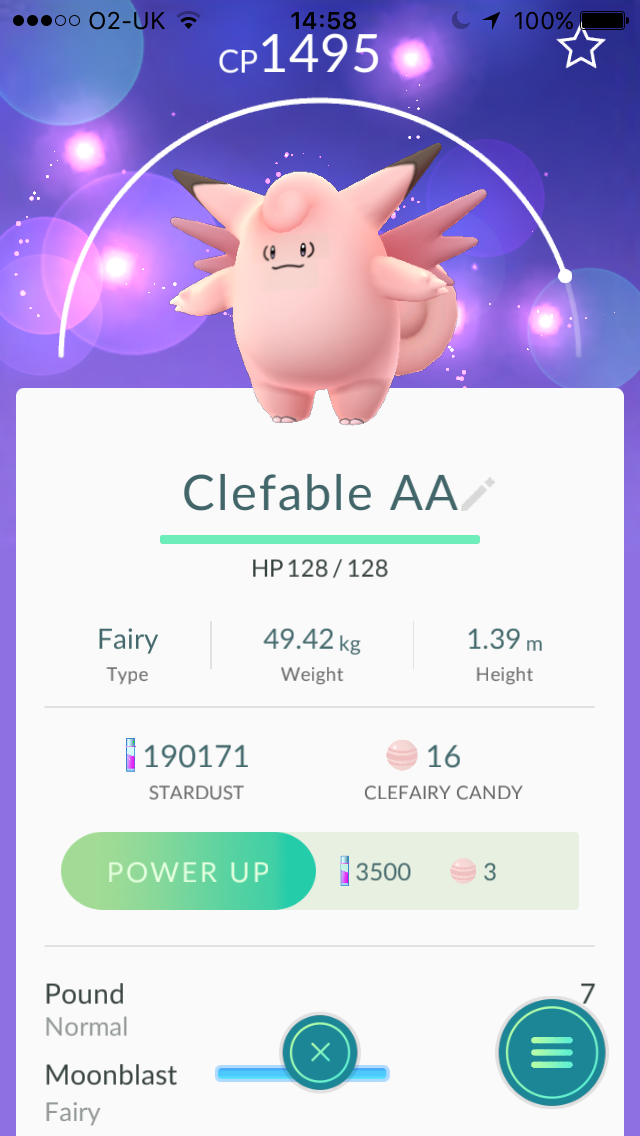 O2-UK 14:58 100%
CP1495
Clefable AA
HP 128 / 128
Fairy 49.42 kg 1.39 m
Type Weight Height
190171 16
STARDUST CLEFAIRY CANDY
POWER UP 3500 3
Pound 7
Normal
Moonblast
Fairy